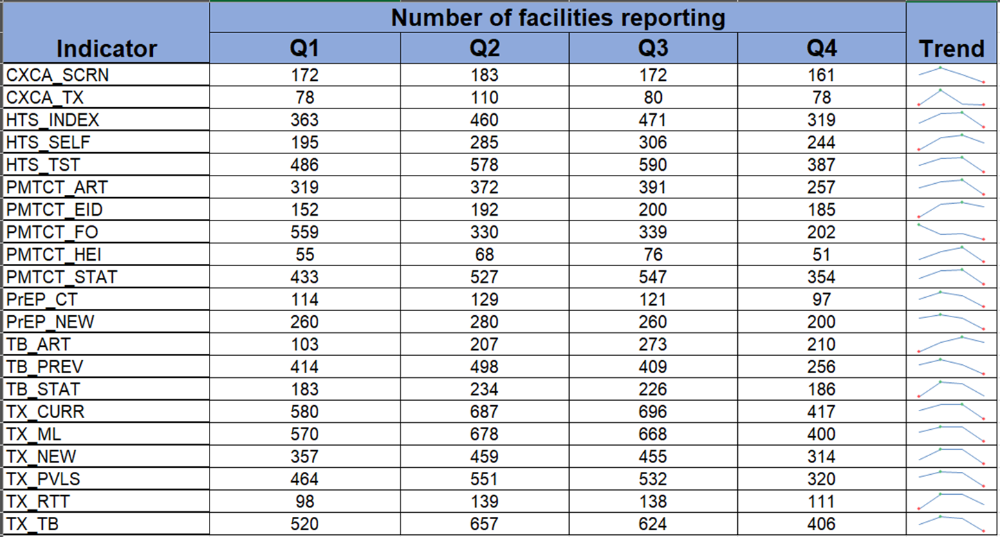 Number of facilities reporting
Indicator Q1 Q2 Q3 Q4 Trend
CXCA_SCRN 172 183 172 161
CXCA_TX 78 110 80 78
HTS_INDEX 363 460 471 319
HTS_SELF 195 285 306 244
HTS_TST 486 578 590 387
PMTCT_ART 319 372 391 257
PMTCT_EID 152 192 200 185
PMTCT_FO 559 330 339 202
PMTCT_HEI 55 68 76 51
PMTCT_STAT 433 527 547 354
PrEP_CT 114 129 121 97
PrEP_NEW 260 280 260 200
TB_ART 103 207 273 210
TB_PREV 414 498 409 256
TB_STAT 183 234 226 186
TX_CURR 580 687 696 417
TX_ML 570 678 668 400
TX_NEW 357 459 455 314
TX_PVLS 464 551 532 320
TX_RTT 98 139 138 111
TX_TB 520 657 624 406